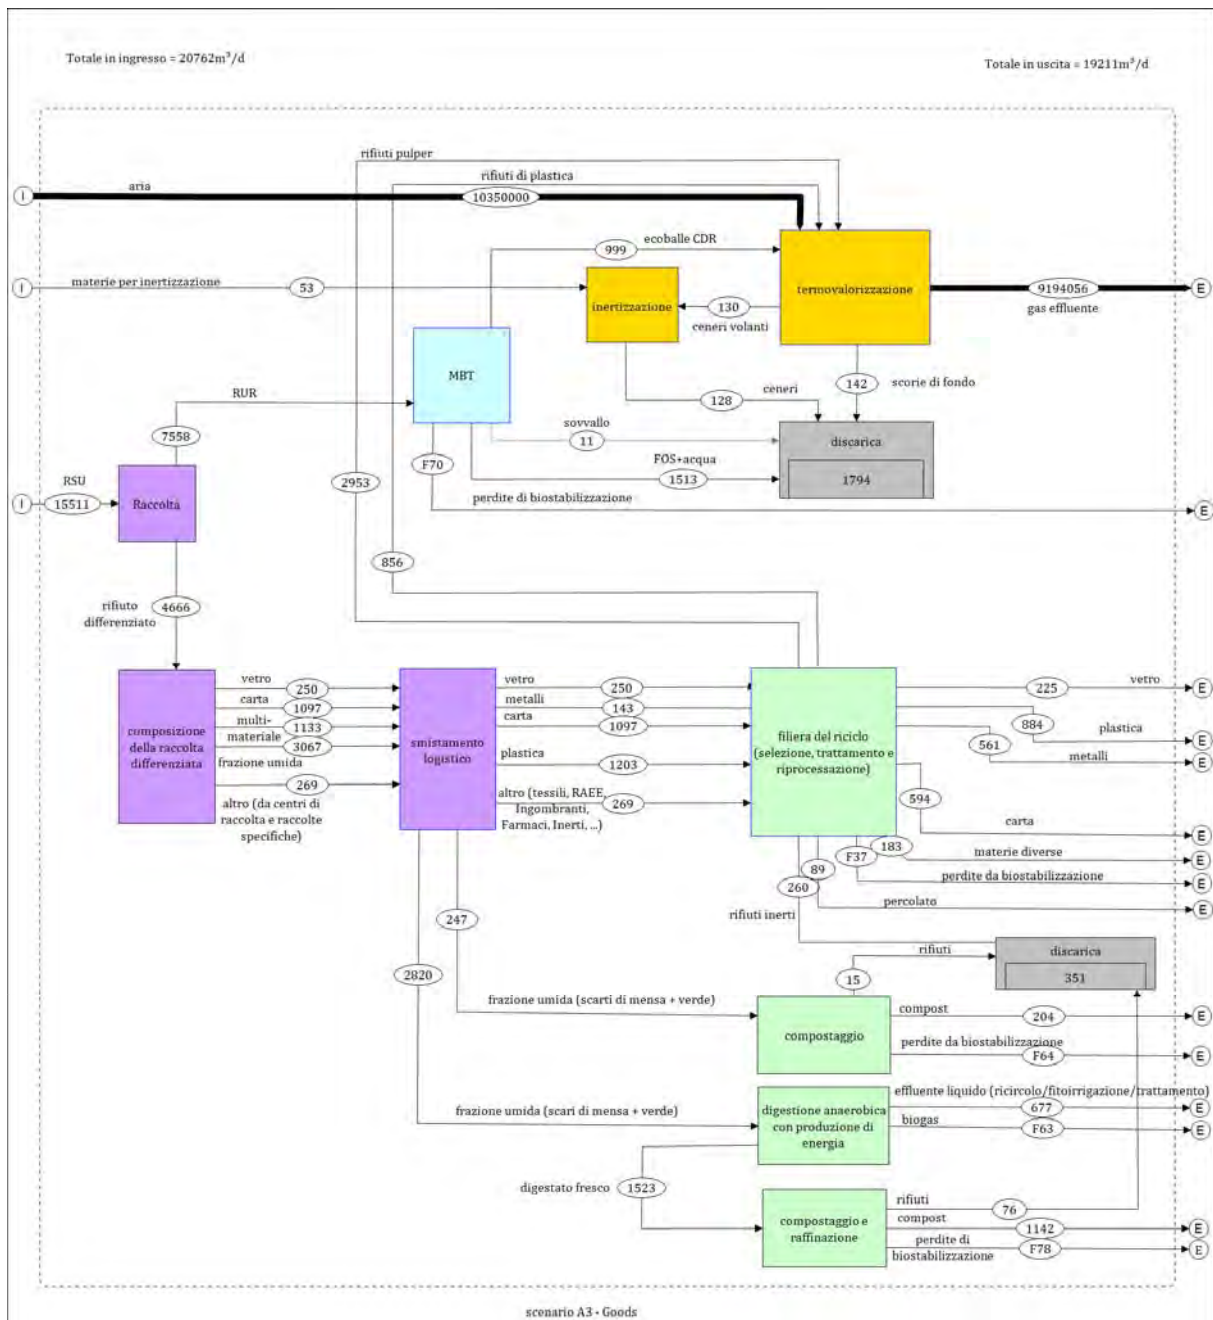 Totale in ingresso = 20762m³/d
Totale in uscita = 19211m³/d
rifiuti pulper
rifiuti di plastica
aria
I
10350000
ecoballe CDR
999
termovalorizzazione
I
materie per inertizzazione
53
inertizzazione
130
ceneri volanti
9194056
E
gas effluente
MBT
142
scorie di fondo
ceneri
128
RUR
7558
sovvallo
11
discarica
1794
F70
FOS+acqua
1513
2953
perdite di biostabilizzazione
E
RSU
I
15511
Raccolta
856
4666
rifiuto
differenziato
composizione
della raccolta
differenziata
vetro
250
carta
1097
multi-
materiale
1133
3067
frazione umida
269
altro (da centri di
raccolta e raccolte
specifiche)
smistamento
logistico
vetro
250
metalli
143
carta
1097
plastica
1203
altro (tessili, RAEE,
Ingombranti,
Farmaci, Inerti, ...)
269
filiera del riciclo
(selezione, trattamento e
riprocessazione)
225
vetro
E
884
plastica
E
561
metalli
E
594
carta
E
183
materie diverse
E
F37
perdite da biostabilizzazione
E
89
percolato
E
260
rifiuti inerti
247
2820
rifiuti
15
discarica
351
frazione umida (scarti di mensa + verde)
compostaggio
compost
204
E
perdite da biostabilizzazione
F64
E
frazione umida (scari di mensa + verde)
digestione anaerobica
con produzione di
energia
effluente liquido (ricircolo/fitoirrigazione/trattamento)
677
E
biogas
F63
E
digestato fresco
1523
compostaggio e
raffinazione
rifiuti
76
compost
1142
E
perdite di
biostabilizzazione
F78
E
scenario A3 - Goods